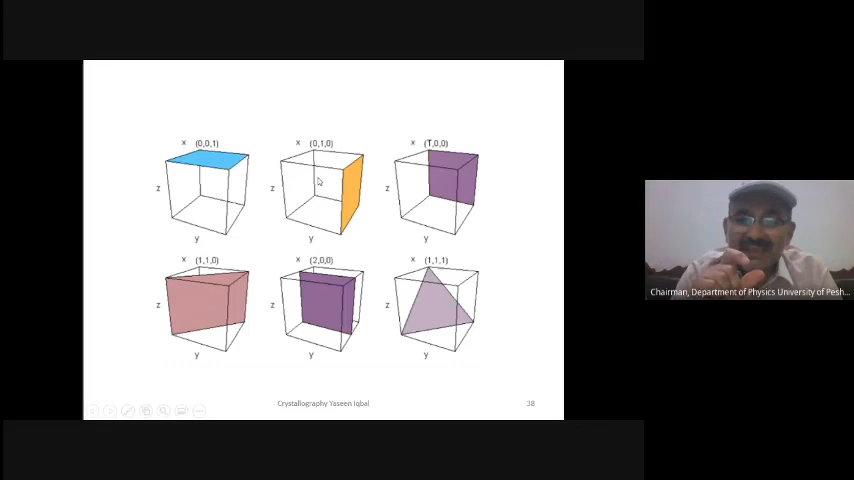 x (0,0,1)
x (0,1,0)
x (T,0,0)
z
z
z
y
y
y
x (1,1,0)
x (2,0,0)
x (1,1,1)
z
z
z
y
y
y
Crystallography Yaseen Iqbal
38
Chairman, Department of Physics University of Pesh...